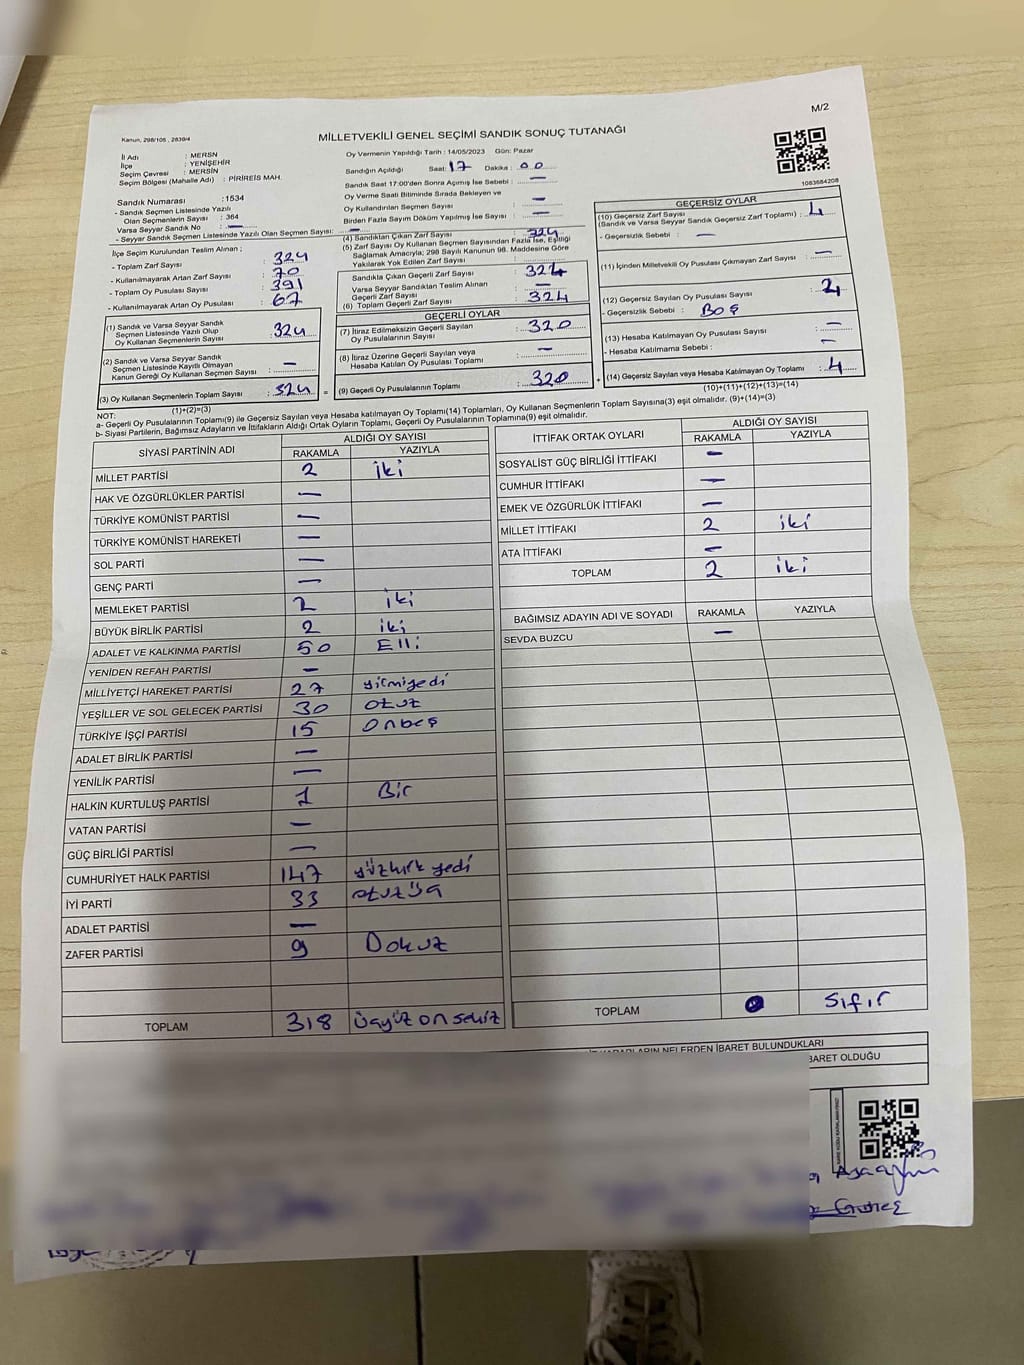 M/2
Kanun, 298/105 , 2839/4
MİLLETVEKİLİ GENEL SEÇİMİ SANDIK SONUÇ TUTANAĞI
İl Adı : MERSN
İlçe : YENİŞEHİR
Seçim Çevresi : MERSİN
Seçim Bölgesi (Mahalle Adı) : PİRİREİS MAH.
Sandık Numarası : 1534
- Sandık Seçmen Listesinde Yazılı
Olan Seçmenlerin Sayısı : 364
Varsa Seyyar Sandık No : —
- Seyyar Sandık Seçmen Listesinde Yazılı Olan Seçmen Sayısı: —
İlçe Seçim Kurulundan Teslim Alınan ;
- Toplam Zarf Sayısı : 324
- Kullanılmayarak Artan Zarf Sayısı : 70
- Toplam Oy Pusulası Sayısı : 391
- Kullanılmayarak Artan Oy Pusulası : 67
(1) Sandık ve Varsa Seyyar Sandık
Seçmen Listesinde Yazılı Olup
Oy Kullanan Seçmenlerin Sayısı : 324
(2) Sandık ve Varsa Seyyar Sandık
Seçmen Listesinde Kayıtlı Olmayan
Kanun Gereği Oy Kullanan Seçmen Sayısı : —
(3) Oy Kullanan Seçmenlerin Toplam Sayısı : 324 =
(1)+(2)=(3)
Oy Vermenin Yapıldığı Tarih : 14/05/2023 Gün: Pazar
Sandığın Açıldığı Saat: 17 Dakika : 00
Sandık Saat 17:00'den Sonra Açımış İse Sebebi : —
Oy Verme Saati Bitiminde Sırada Bekleyen ve
Oy Kullandırılan Seçmen Sayısı : —
Birden Fazla Sayım Döküm Yapılmış İse Sayısı : —
(4) Sandıktan Çıkan Zarf Sayısı : 324
(5) Zarf Sayısı Oy Kullanan Seçmen Sayısından Fazla İse, Eşitliği
Sağlamak Amacıyla; 298 Sayılı Kanunun 98. Maddesine Göre
Yakılarak Yok Edilen Zarf Sayısı :
Sandıkla Çıkan Geçerli Zarf Sayısı : 324
Varsa Seyyar Sandıktan Teslim Alınan
Geçerli Zarf Sayısı : —
(6) Toplam Geçerli Zarf Sayısı : 324
GEÇERLİ OYLAR
(7) İtiraz Edilmeksizin Geçerli Sayılan
Oy Pusulalarının Sayısı : 320
(8) İtiraz Üzerine Geçerli Sayılan veya
Hesaba Katılan Oy Pusulası Toplamı : —
(9) Geçerli Oy Pusulalarının Toplamı : 320 +
1083684208
GEÇERSİZ OYLAR
(10) Geçersiz Zarf Sayısı
(Sandık ve Varsa Seyyar Sandık Geçersiz Zarf Toplamı) :
- Geçersizlik Sebebi : —
(11) İçinden Milletvekili Oy Pusulası Çıkmayan Zarf Sayısı : —
(12) Geçersiz Sayılan Oy Pusulası Sayısı :
- Geçersizlik Sebebi : BOŞ
(13) Hesaba Katılmayan Oy Pusulası Sayısı : —
- Hesaba Katılmama Sebebi : —
(14) Geçersiz Sayılan veya Hesaba Katılmayan Oy Toplamı : 4
(10)+(11)+(12)+(13)=(14)
NOT:
a- Geçerli Oy Pusulalarının Toplamı(9) ile Geçersiz Sayılan veya Hesaba katılmayan Oy Toplamı(14) Toplamları, Oy Kullanan Seçmenlerin Toplam Sayısına(3) eşit olmalıdır. (9)+(14)=(3)
b- Siyasi Partilerin, Bağımsız Adayların ve İttifakların Aldığı Ortak Oyların Toplamı, Geçerli Oy Pusulalarının Toplamına(9) eşit olmalıdır.
SİYASİ PARTİNİN ADI ALDIĞI OY SAYISI
RAKAMLA YAZIYLA
MİLLET PARTİSİ 2 iki
HAK VE ÖZGÜRLÜKLER PARTİSİ —
TÜRKİYE KOMÜNİST PARTİSİ —
TÜRKİYE KOMÜNİST HAREKETİ —
SOL PARTİ —
GENÇ PARTİ —
MEMLEKET PARTİSİ 2 iki
BÜYÜK BİRLİK PARTİSİ 2 iki
ADALET VE KALKINMA PARTİSİ 50 Elli
YENİDEN REFAH PARTİSİ —
MİLLİYETÇİ HAREKET PARTİSİ 27 yirmiyedi
YEŞİLLER VE SOL GELECEK PARTİSİ 30 otuz
TÜRKİYE İŞÇİ PARTİSİ 15 onbeş
ADALET BİRLİK PARTİSİ —
YENİLİK PARTİSİ —
HALKIN KURTULUŞ PARTİSİ 1 Bir
VATAN PARTİSİ —
GÜÇ BİRLİĞİ PARTİSİ —
CUMHURİYET HALK PARTİSİ 147 yüzkırk yedi
İYİ PARTİ 33 otuzüç
ADALET PARTİSİ —
ZAFER PARTİSİ 9 Dokuz
TOPLAM 318 üçyüz on sekiz
İTTİFAK ORTAK OYLARI ALDIĞI OY SAYISI
RAKAMLA YAZIYLA
SOSYALİST GÜÇ BİRLİĞİ İTTİFAKI —
CUMHUR İTTİFAKI —
EMEK VE ÖZGÜRLÜK İTTİFAKI —
MİLLET İTTİFAKI 2 iki
ATA İTTİFAKI —
TOPLAM 2 iki
BAĞIMSIZ ADAYIN ADI VE SOYADI RAKAMLA YAZIYLA
SEVDA BUZCU —
TOPLAM 0 Sıfır
KARARLARIN NELERDEN İBARET BULUNDUKLARI
İBARET OLDUĞU